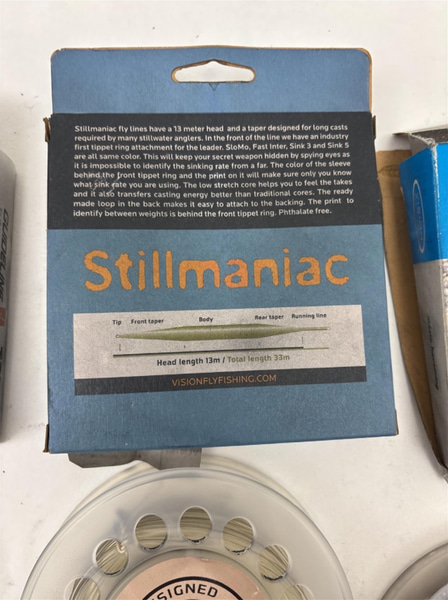 Stillmaniac fly lines have a 13 meter head and a taper designed for long casts
required by many stillwater anglers. In the front of the line we have an industry
first tippet ring attachment for the leader. SloMo, Fast Inter, Sink 3 and Sink 5
are all same color. This will keep your secret weapon hidden by spying eyes as
it is impossible to identify the sinking rate from a far. The color of the sleeve
behind the front tippet ring and the print on it will make sure only you know
what sink rate you are using. The low stretch core helps you to feel the takes
and it also transfers casting energy better than traditional cores. The ready
made loop in the back makes it easy to attach to the backing. The print to
identify between weights is behind the front tippet ring. Phthalate free.
Stillmaniac
Tip Front taper Body Rear taper Running line
Head length 13m / Total length 33m
VISIONFLYFISHING.COM
GUIDELINE